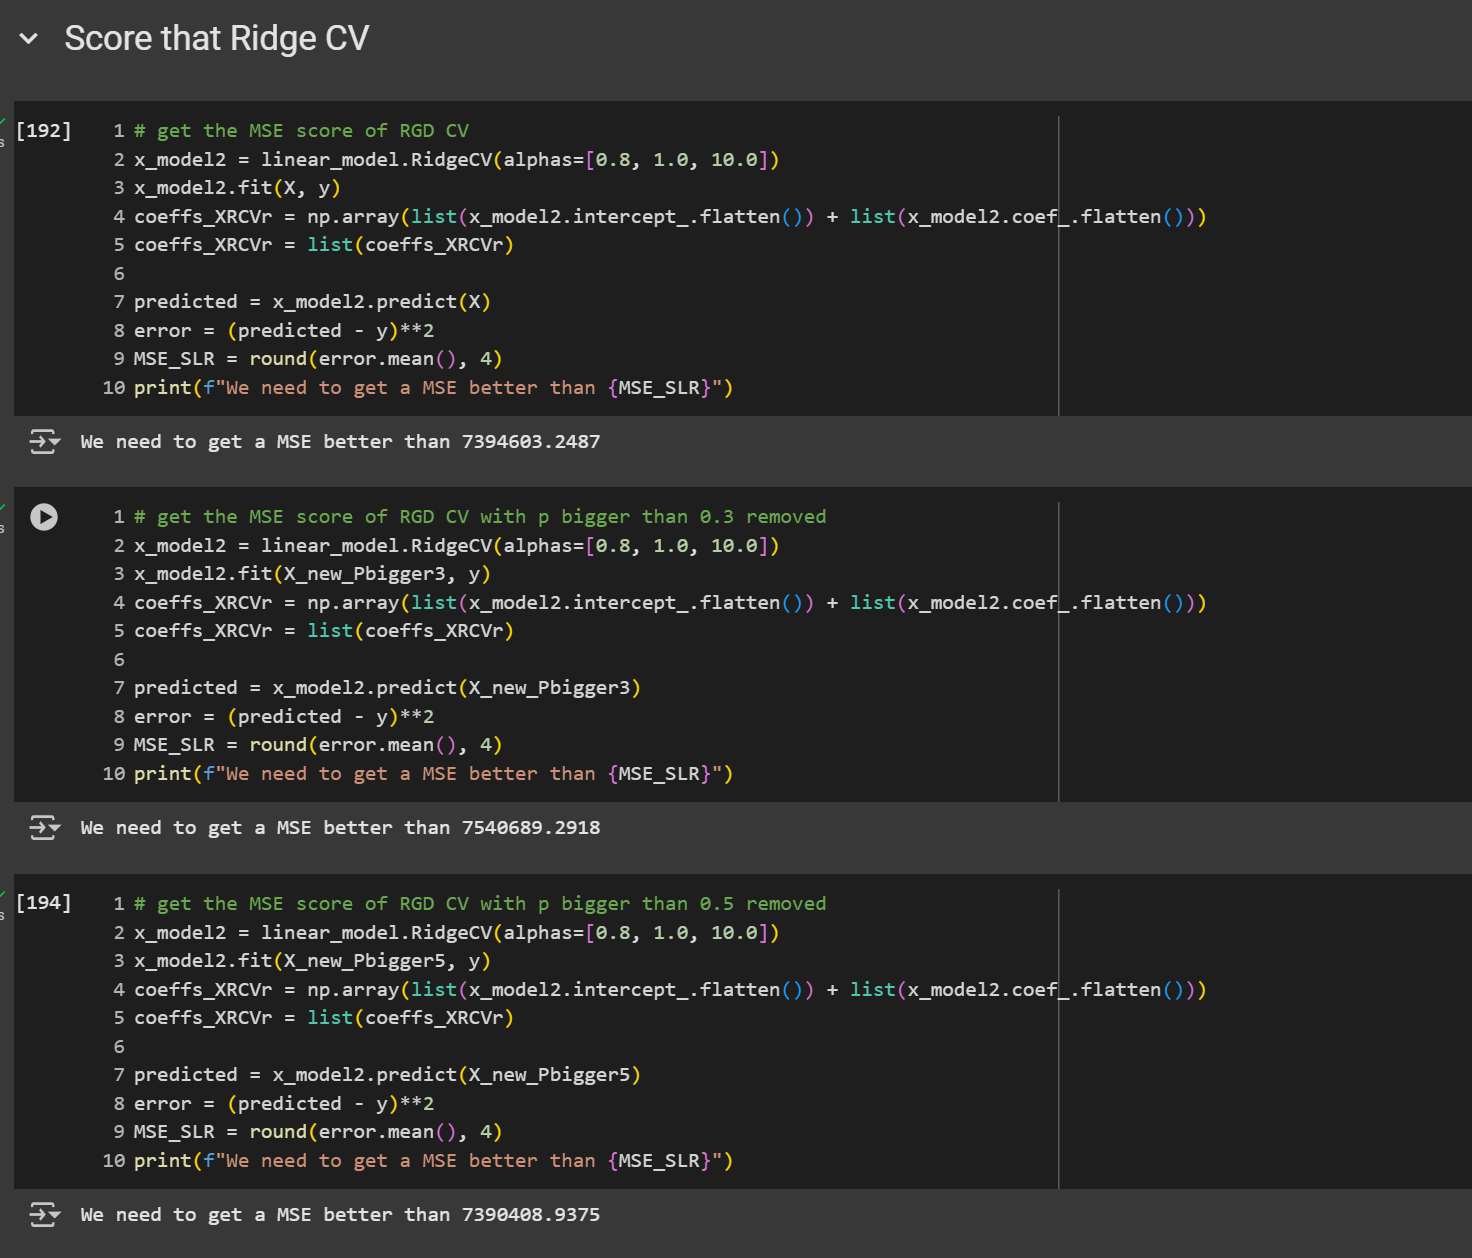 Score that Ridge CV
[192]
1 # get the MSE score of RGD CV
2 x_model2 = linear_model.RidgeCV(alphas=[0.8, 1.0, 10.0])
3 x_model2.fit(X, y)
4 coeffs_XRCVr = np.array(list(x_model2.intercept_.flatten()) + list(x_model2.coef_.flatten()))
5 coeffs_XRCVr = list(coeffs_XRCVr)
6
7 predicted = x_model2.predict(X)
8 error = (predicted - y)**2
9 MSE_SLR = round(error.mean(), 4)
10 print(f"We need to get a MSE better than {MSE_SLR}")
We need to get a MSE better than 7394603.2487
s
1 # get the MSE score of RGD CV with p bigger than 0.3 removed
2 x_model2 = linear_model.RidgeCV(alphas=[0.8, 1.0, 10.0])
3 x_model2.fit(X_new_Pbigger3, y)
4 coeffs_XRCVr = np.array(list(x_model2.intercept_.flatten()) + list(x_model2.coef_.flatten()))
5 coeffs_XRCVr = list(coeffs_XRCVr)
6
7 predicted = x_model2.predict(X_new_Pbigger3)
8 error = (predicted - y)**2
9 MSE_SLR = round(error.mean(), 4)
10 print(f"We need to get a MSE better than {MSE_SLR}")
We need to get a MSE better than 7540689.2918
[194]
1 # get the MSE score of RGD CV with p bigger than 0.5 removed
2 x_model2 = linear_model.RidgeCV(alphas=[0.8, 1.0, 10.0])
3 x_model2.fit(X_new_Pbigger5, y)
4 coeffs_XRCVr = np.array(list(x_model2.intercept_.flatten()) + list(x_model2.coef_.flatten()))
5 coeffs_XRCVr = list(coeffs_XRCVr)
6
7 predicted = x_model2.predict(X_new_Pbigger5)
8 error = (predicted - y)**2
9 MSE_SLR = round(error.mean(), 4)
10 print(f"We need to get a MSE better than {MSE_SLR}")
We need to get a MSE better than 7390408.9375